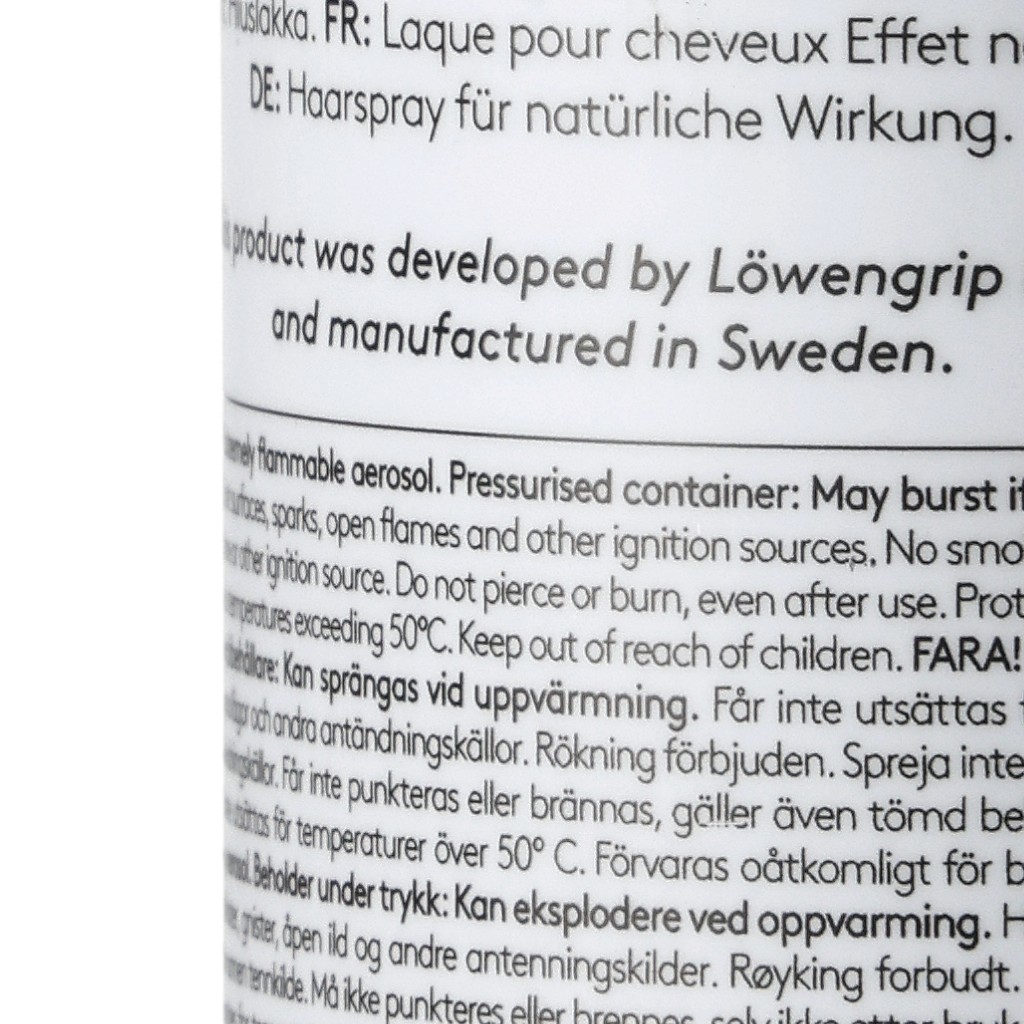 FR: Laque pour cheveux Effet
DE: Haarspray für natürliche Wirkung.
product was developed by Löwengrip
and manufactured in Sweden.
flammable aerosol. Pressurised container: May burst if
sparks, open flames and other ignition sources. No
other ignition source. Do not pierce or burn, even after use.
exceeding 50°C. Keep out of reach of children. FARA!
Kan sprängas vid uppvärmning. Får inte utsättas
och andra antändningskällor. Rökning förbjuden. Spreja inte
Får inte punkteras eller brännas, gäller även tömd
för temperaturer över 50° C. Förvaras oåtkomligt för
Beholder under trykk: Kan eksplodere ved oppvarming.
gnister, åpen ild og andre antenningskilder. Røyking forbudt.
tennkilde. Må ikke punkteres eller